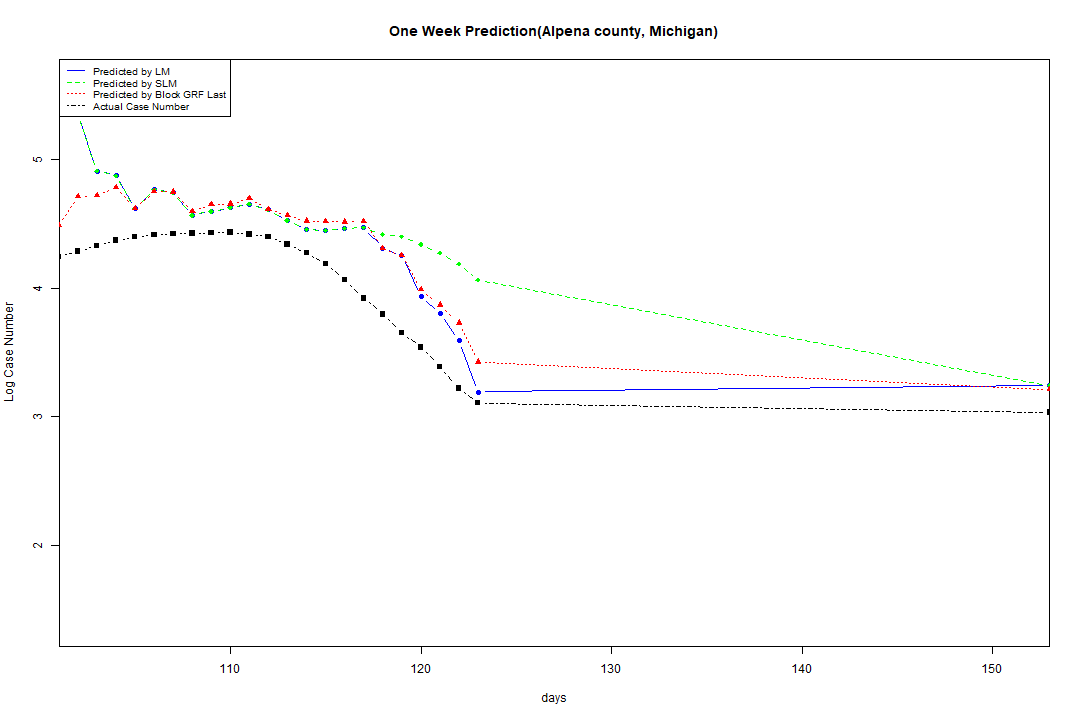 One Week Prediction(Alpena county, Michigan)
Predicted by LM
Predicted by SLM
Predicted by Block GRF Last
Actual Case Number
5
4
3
2
Log Case Number
110 120 130 140 150
days